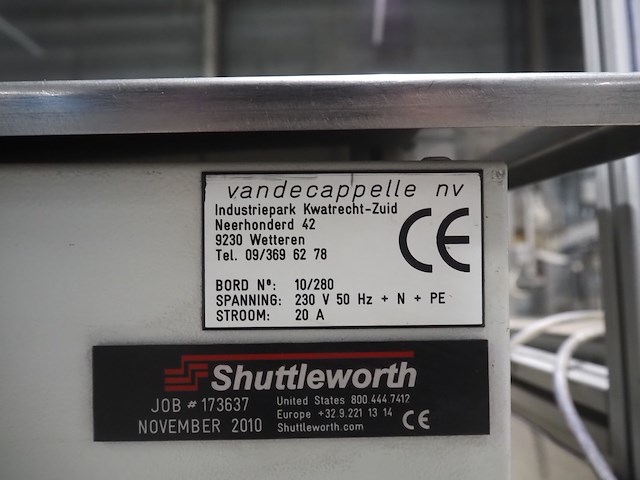 vandecappelle nv
Industriepark Kwatrecht-Zuid
Neerhonderd 42
9230 Wetteren
Tel. 09/369 62 78
CE
BORD Nº: 10/280
SPANNING: 230 V 50 Hz + N + PE
STROOM: 20 A
Shuttleworth
JOB # 173637
NOVEMBER 2010
United States 800.444.7412
Europe +32.9.221 13 14
Shuttleworth.com
CE